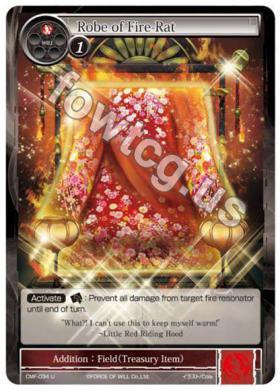 Robe of Fire-Rat
WILL
1
fowtcg.us
Activate : Prevent all damage from target fire resonator
until end of turn.
"What?! I can't use this to keep myself warm!"
~Little Red Riding Hood
Addition : Field(Treasury Item)
CMF-034 U
©FORCE OF WILL Co.,Ltd.